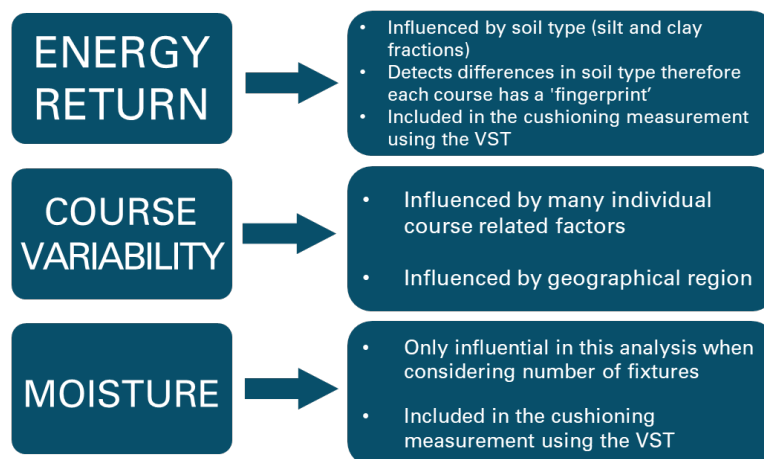 ENERGY
RETURN
• Influenced by soil type (silt and clay
fractions)
• Detects differences in soil type therefore
each course has a 'fingerprint’
• Included in the cushioning measurement
using the VST
COURSE
VARIABILITY
• Influenced by many individual
course related factors
• Influenced by geographical region
MOISTURE
• Only influential in this analysis when
considering number of fixtures
• Included in the cushioning
measurement using the VST